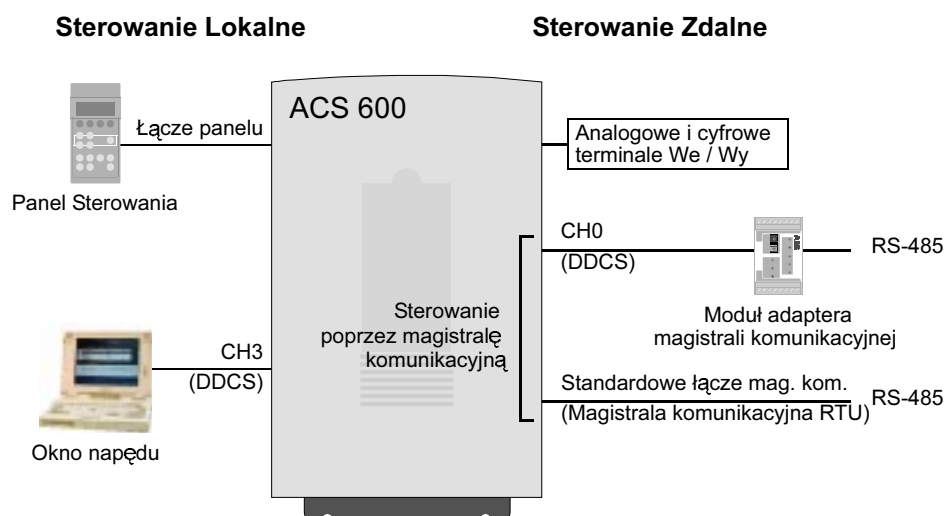 Sterowanie Lokalne
Sterowanie Zdalne
ACS 600
Łącze panelu
Panel Sterowania
Analogowe i cyfrowe
terminale We / Wy
CH0
(DDCS)
ABB
RS-485
Moduł adaptera
magistrali komunikacyjnej
Sterowanie
poprzez magistralę
komunikacyjną
CH3
(DDCS)
Okno napędu
Standardowe łącze mag. kom.
(Magistrala komunikacyjna RTU)
RS-485